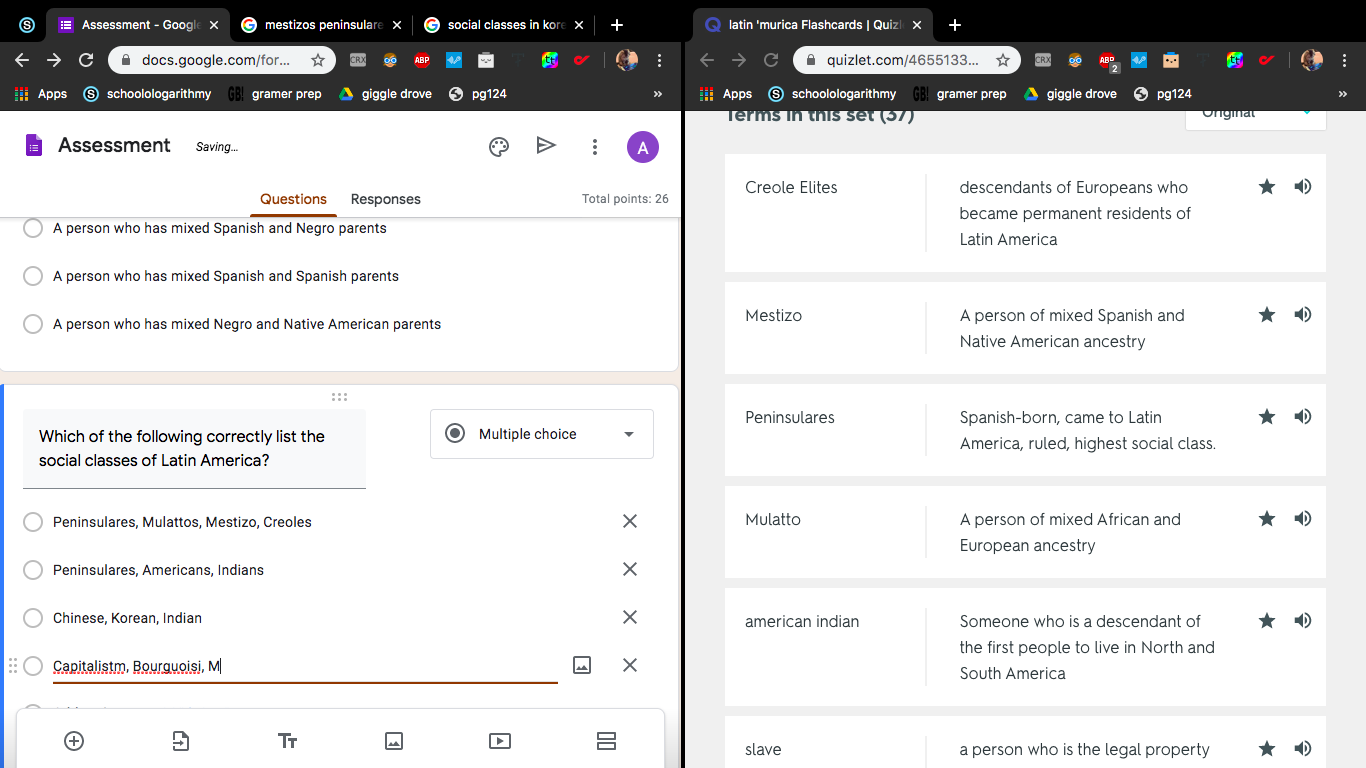 Assessment - Google
mestizos peninsulare
social classes in kore
docs.google.com/for...
CRX
ABP
Apps
schoolologarithmy
GB!
gramer prep
giggle drove
pg124
»
Assessment
Saving...
A
Questions
Responses
Total points: 26
A person who has mixed Spanish and Negro parents
A person who has mixed Spanish and Spanish parents
A person who has mixed Negro and Native American parents
Which of the following correctly list the
social classes of Latin America?
Multiple choice
Peninsulares, Mulattos, Mestizo, Creoles
Peninsulares, Americans, Indians
Chinese, Korean, Indian
Capitalistm, Bourguoisi, M
Tт
latin 'murica Flashcards | Quizl
quizlet.com/4655133...
CRX
ABP
2
Apps
schoolologarithmy
GB!
gramer prep
giggle drove
pg124
»
Terms in this set (37)
Original
Creole Elites
descendants of Europeans who
became permanent residents of
Latin America
Mestizo
A person of mixed Spanish and
Native American ancestry
Peninsulares
Spanish-born, came to Latin
America, ruled, highest social class.
Mulatto
A person of mixed African and
European ancestry
american indian
Someone who is a descendant of
the first people to live in North and
South America
slave
a person who is the legal property